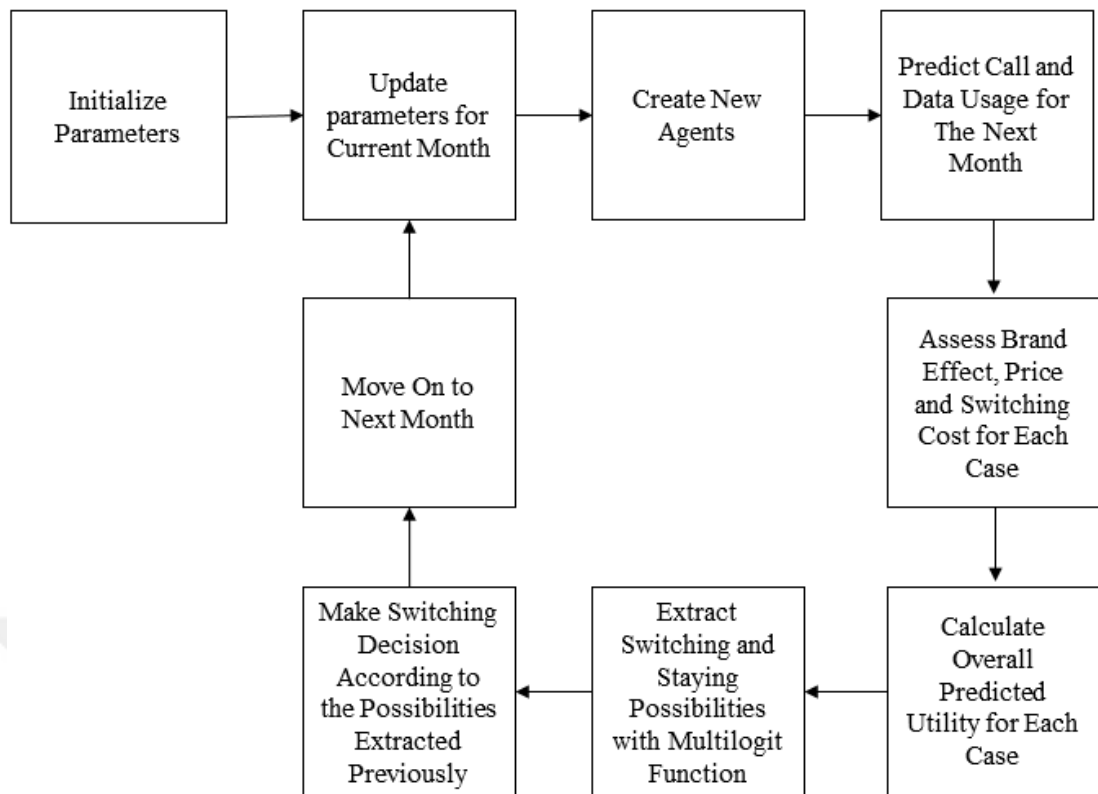 Initialize
Parameters
Update
parameters for
Current Month
Create New
Agents
Predict Call and
Data Usage for
The Next
Month
Assess Brand
Effect, Price
and Switching
Cost for Each
Case
Calculate
Overall
Predicted
Utility for Each
Case
Extract
Switching and
Staying
Possibilities
with Multilogit
Function
Make Switching
Decision
According to
the Possibilities
Extracted
Previously
Move On to
Next Month